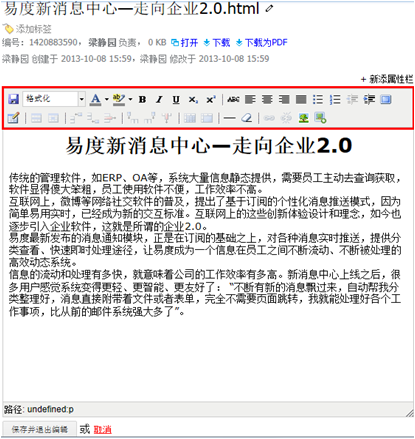 易度新消息中心—走向企业2.0.html
添加标签
编号: 1420883590, 梁静园 负责, 0 KB 打开 下载 下载为PDF
梁静园 创建于 2013-10-08 15:59, 梁静园 修改于 2013-10-08 15:59
+ 新添属性栏
格式化 A ab B I U x₂ x² ABC
易度新消息中心—走向企业2.0
传统的管理软件,如ERP、OA等,系统大量信息静态提供,需要员工主动去查询获取,
软件显得傻大笨粗,员工使用软件不便,工作效率不高。
互联网上,微博等网络社交软件的普及,提出了基于订阅的个性化消息推送模式,因为
简单易用实时,已经成为新的交互标准。互联网上的这些创新体验设计和理念,如今也
逐步引入企业软件,这就是所谓的企业2.0。
易度最新发布的消息通知模块,正是在订阅的基础之上,对各种消息实时推送,提供分
类查看、快速即时处理途径,让易度成为一个信息在员工之间不断流动、不断被处理的
高效动态系统。
信息的流动和处理有多快,就意味着公司的工作效率有多高。新消息中心上线之后,很
多用户感觉系统变得更轻、更智能、更友好了:“不断有新的消息飘过来,自动帮我分
类整理好,消息直接附带着文件或者表单,完全不需要页面跳转,我就能处理好各个工
作事项,比从前的邮件系统强大多了”。
路径: undefined:p
保存并退出编辑 或 取消